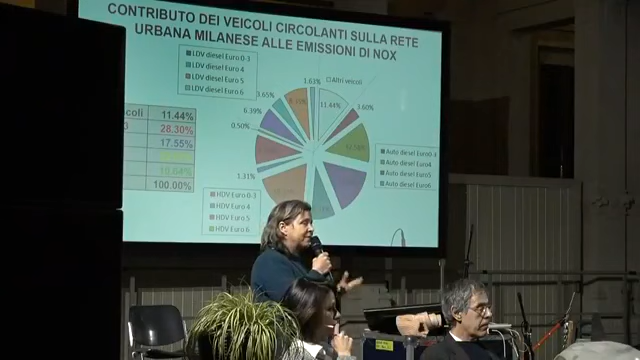 CONTRIBUTO DEI VEICOLI CIRCOLANTI SULLA RETE
URBANA MILANESE ALLE EMISSIONI DI NOX
LDV diesel Euro 0-3
LDV diesel Euro 4
LDV diesel Euro 5
LDV diesel Euro 6
1.63%
Altri veicoli
3.65%
11.44%
3.60%
6.39%
0.50%
1.31%
Auto diesel Euro0-3
Auto diesel Euro4
Auto diesel Euro5
Auto diesel Euro6
HDV Euro 0-3
HDV Euro 4
HDV Euro 5
HDV Euro 6
11.44%
28.30%
17.55%
100.00%